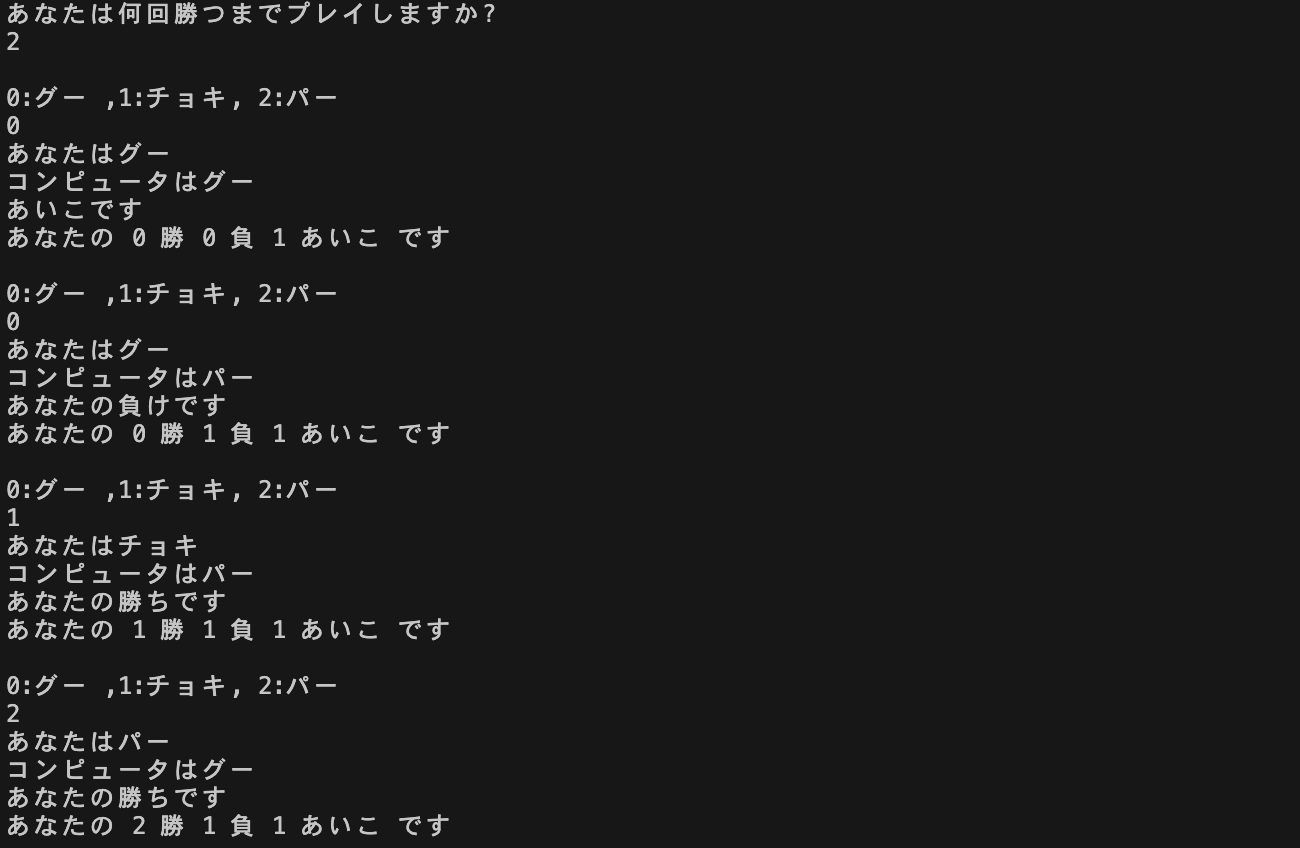 あなたは何回勝つまでプレイしますか?
2
0:グー ,1:チョキ, 2:パー
0
あなたはグー
コンピュータはグー
あいこです
あなたの 0 勝 0 負 1 あいこ です
0:グー ,1:チョキ, 2:パー
0
あなたはグー
コンピュータはパー
あなたの負けです
あなたの 0 勝 1 負 1 あいこ です
0:グー ,1:チョキ, 2:パー
1
あなたはチョキ
コンピュータはパー
あなたの勝ちです
あなたの 1 勝 1 負 1 あいこ です
0:グー ,1:チョキ, 2:パー
2
あなたはパー
コンピュータはグー
あなたの勝ちです
あなたの 2 勝 1 負 1 あいこ です